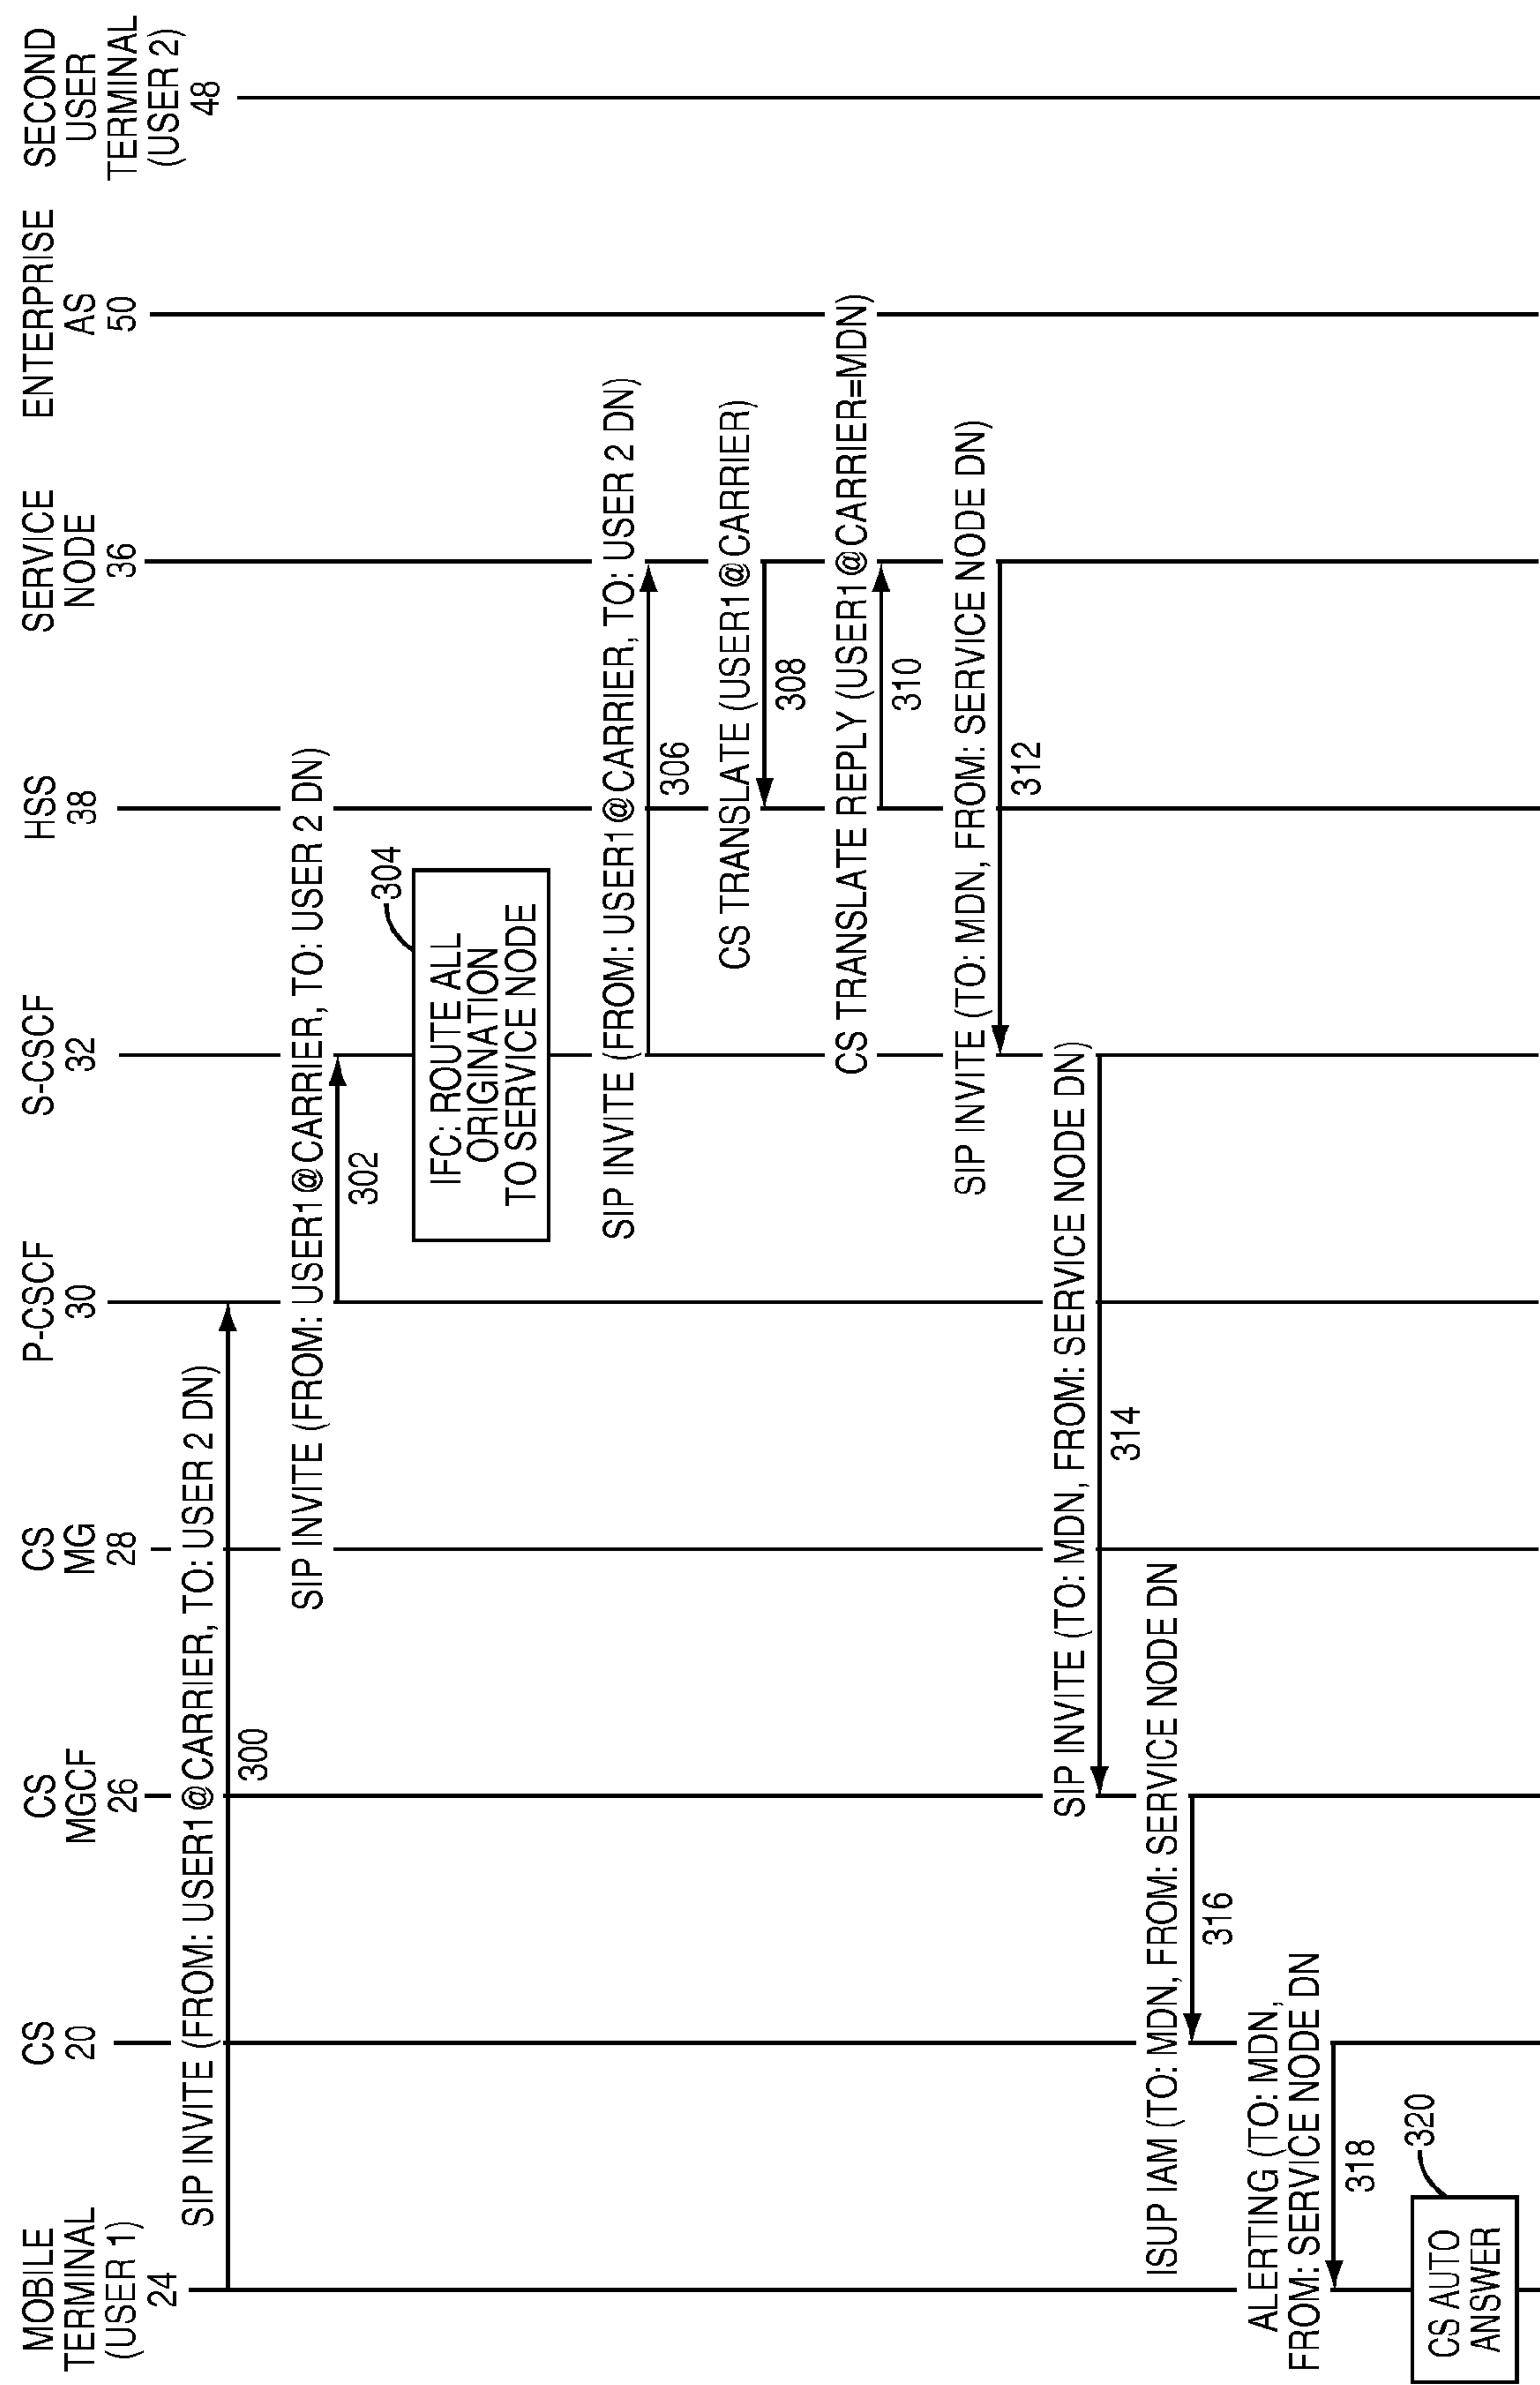 MOBILE
TERMINAL
(USER 1)
24
CS
20
CS
MGCF
26
CS
MG
28
P-CSCF
30
S-CSCF
32
HSS
38
SERVICE
NODE
36
ENTERPRISE
AS
50
SECOND
USER
TERMINAL
(USER 2)
48
SIP INVITE (FROM: USER1@CARRIER, TO: USER 2 DN)
300
SIP INVITE (FROM: USER1@CARRIER, TO: USER 2 DN)
302
304
IFC: ROUTE ALL
ORIGINATION
TO SERVICE NODE
SIP INVITE (FROM: USER1@CARRIER, TO: USER 2 DN)
306
CS TRANSLATE (USER1@CARRIER)
308
CS TRANSLATE REPLY (USER1@CARRIER=MDN)
310
SIP INVITE (TO: MDN, FROM: SERVICE NODE DN)
312
SIP INVITE (TO: MDN, FROM: SERVICE NODE DN)
314
ISUP IAM (TO: MDN, FROM: SERVICE NODE DN
316
ALERTING (TO: MDN,
FROM: SERVICE NODE DN
318
320
CS AUTO
ANSWER